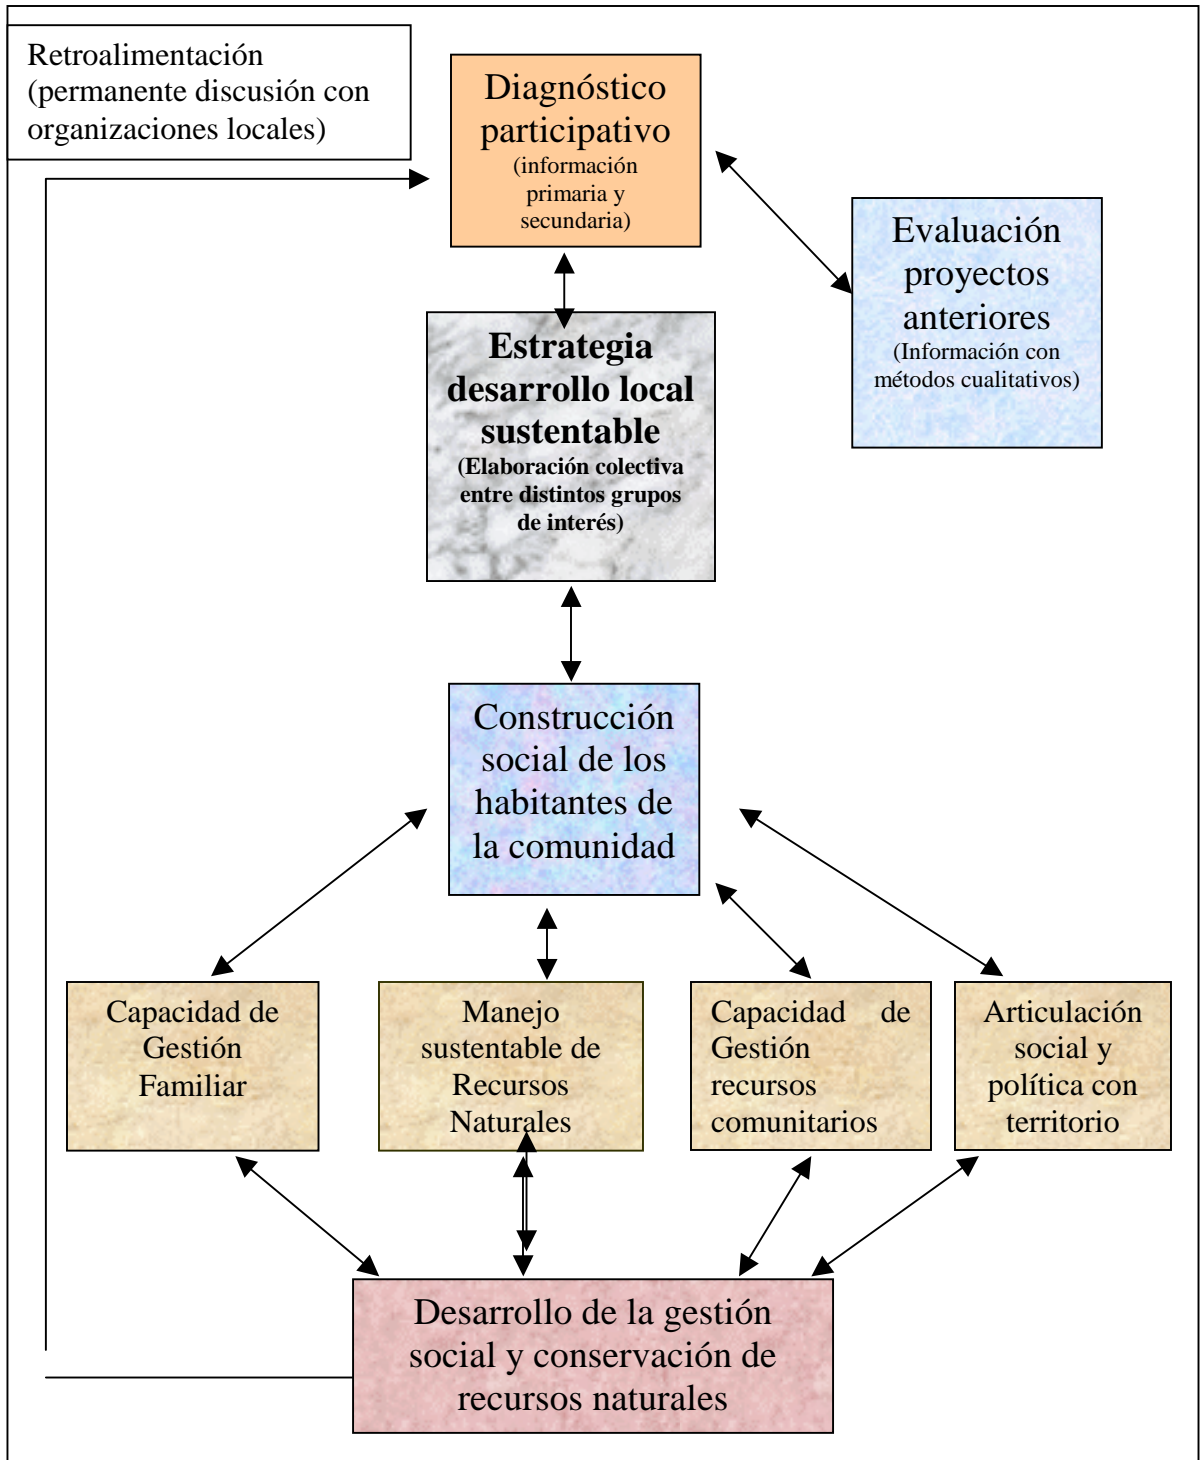 Retroalimentación
(permanente discusión con
organizaciones locales)
Diagnóstico
participativo
(información
primaria y
secundaria)
Evaluación
proyectos
anteriores
(Información con
métodos cualitativos)
Estrategia
desarrollo local
sustentable
(Elaboración colectiva
entre distintos grupos
de interés)
Construcción
social de los
habitantes de
la comunidad
Capacidad de
Gestión
Familiar
Manejo
sustentable de
Recursos
Naturales
Capacidad de
Gestión
recursos
comunitarios
Articulación
social y
política con
territorio
Desarrollo de la gestión
social y conservación de
recursos naturales